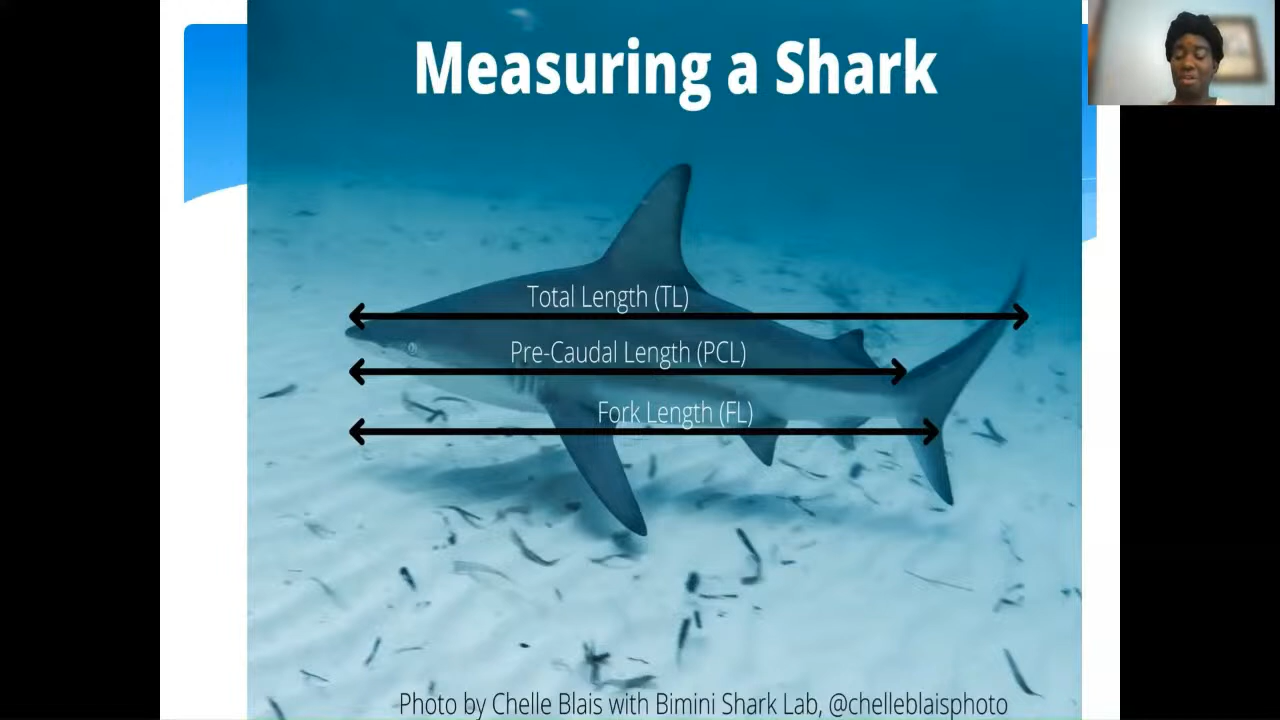 Measuring a Shark
Total Length (TL)
Pre-Caudal Length (PCL)
Fork Length (FL)
Photo by Chelle Blais with Bimini Shark Lab, @chelleblaisphoto